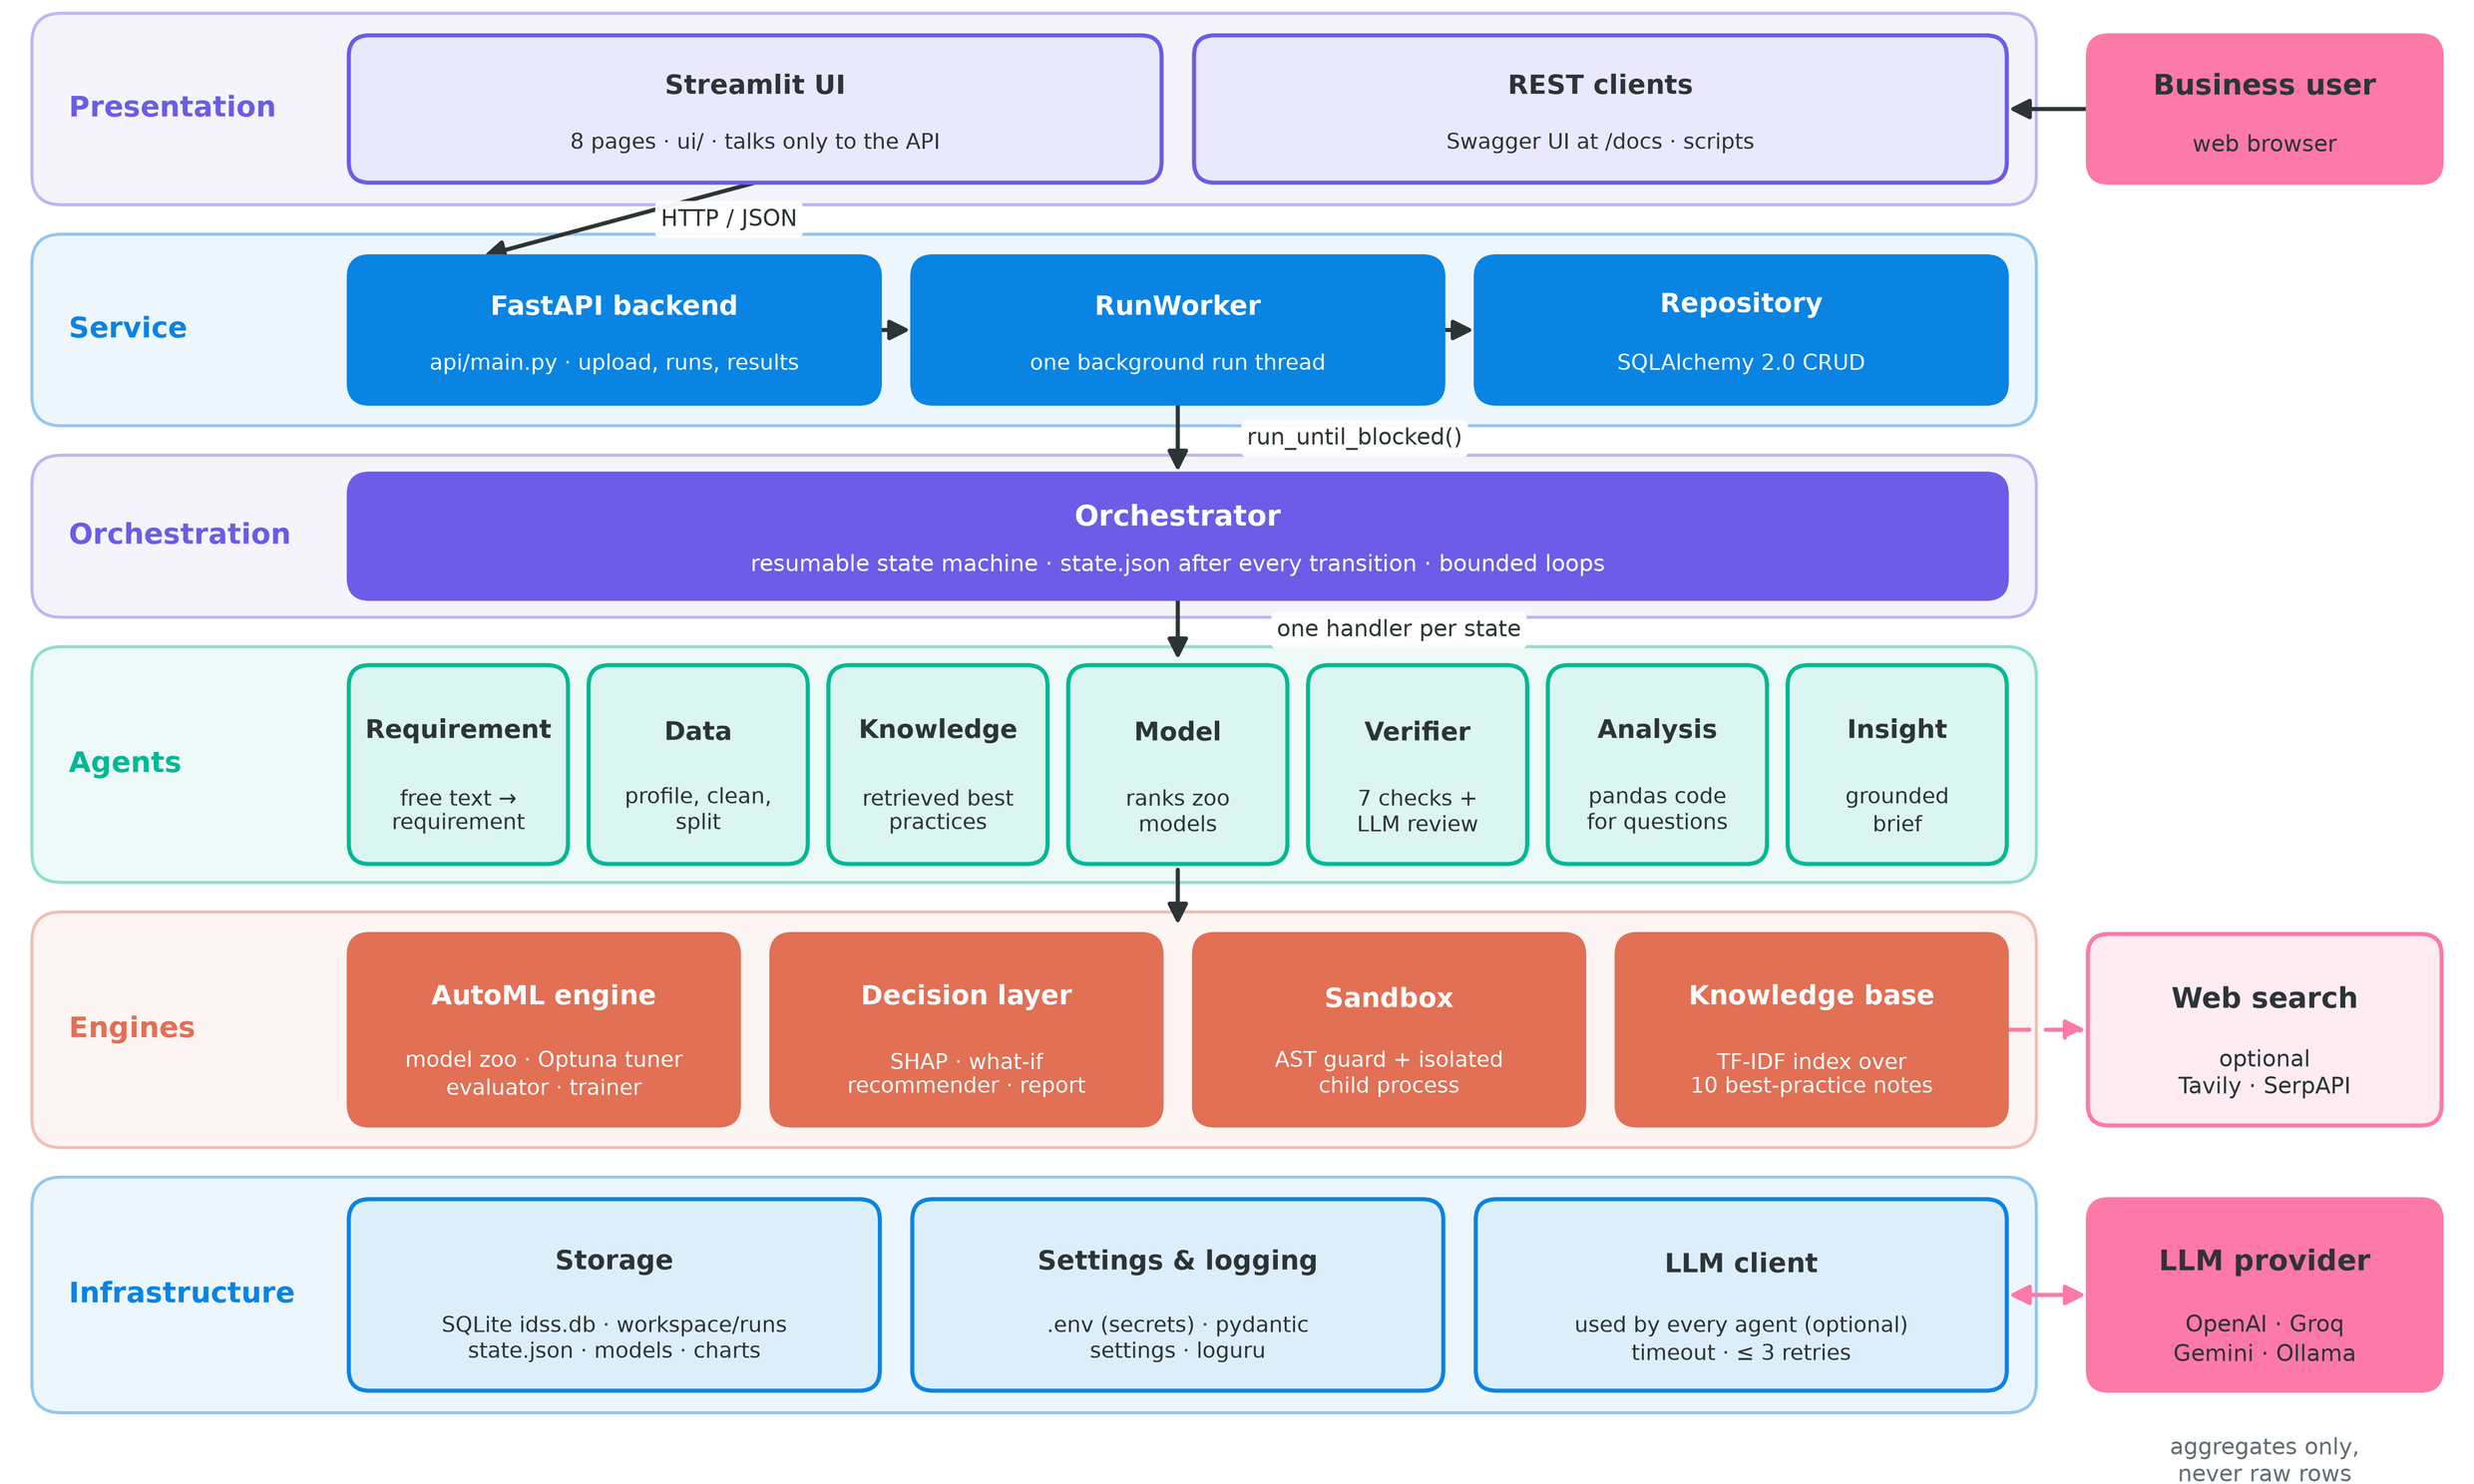 Presentation
Streamlit UI
8 pages · ui/ · talks only to the API
REST clients
Swagger UI at /docs · scripts
Business user
web browser
HTTP / JSON
Service
FastAPI backend
api/main.py · upload, runs, results
RunWorker
one background run thread
Repository
SQLAlchemy 2.0 CRUD
run_until_blocked()
Orchestration
Orchestrator
resumable state machine · state.json after every transition · bounded loops
one handler per state
Agents
Requirement
free text →
requirement
Data
profile, clean,
split
Knowledge
retrieved best
practices
Model
ranks zoo
models
Verifier
7 checks +
LLM review
Analysis
pandas code
for questions
Insight
grounded
brief
Engines
AutoML engine
model zoo · Optuna tuner
evaluator · trainer
Decision layer
SHAP · what-if
recommender · report
Sandbox
AST guard + isolated
child process
Knowledge base
TF-IDF index over
10 best-practice notes
Web search
optional
Tavily · SerpAPI
Infrastructure
Storage
SQLite idss.db · workspace/runs
state.json · models · charts
Settings & logging
.env (secrets) · pydantic
settings · loguru
LLM client
used by every agent (optional)
timeout · ≤ 3 retries
LLM provider
OpenAI · Groq
Gemini · Ollama
aggregates only,
never raw rows